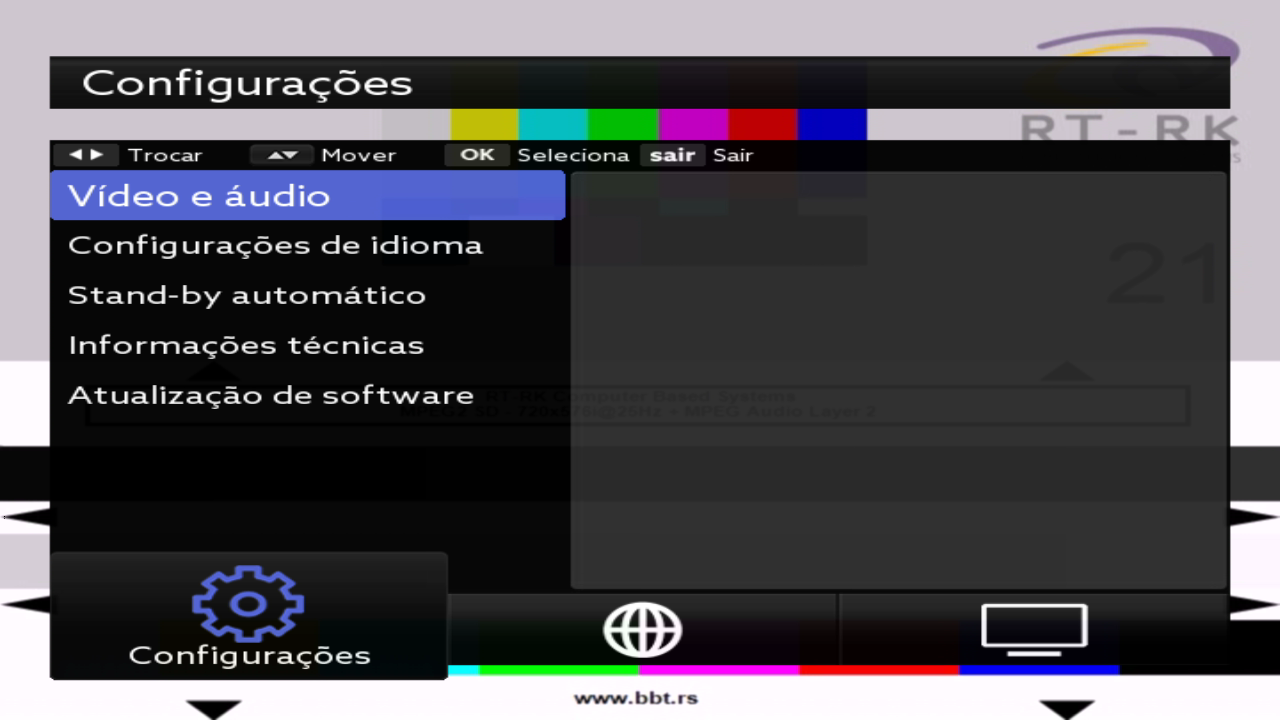 Configurações
RT-RK
Trocar Mover OK Seleciona sair Sair
Vídeo e áudio
Configurações de idioma
21
Stand-by automático
Informações técnicas
Atualização de software
RT-RK Computer Based Systems
MPEG2 SD - 720x576i@25Hz + MPEG Audio Layer 2
Configurações
www.bbt.rs